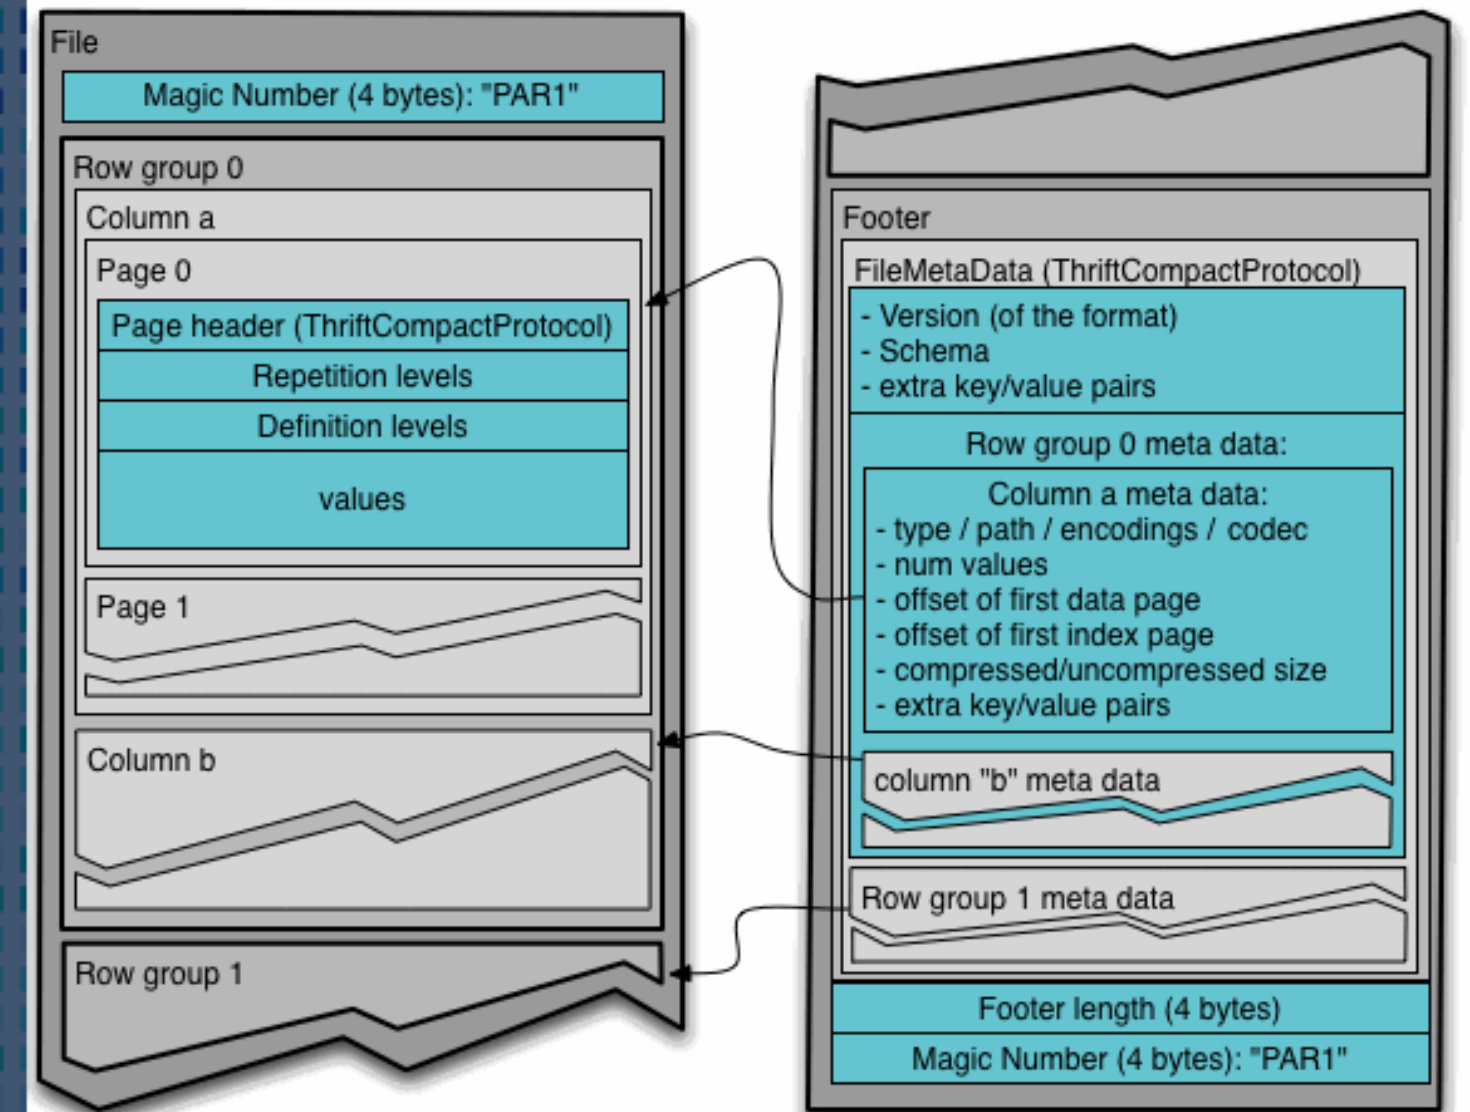 File
Magic Number (4 bytes): "PAR1"
Row group 0
Column a
Page 0
Page header (ThriftCompactProtocol)
Repetition levels
Definition levels
values
Page 1
Column b
Row group 1
Footer
FileMetaData (ThriftCompactProtocol)
- Version (of the format)
- Schema
- extra key/value pairs
Row group 0 meta data:
Column a meta data:
- type / path / encodings / codec
- num values
- offset of first data page
- offset of first index page
- compressed/uncompressed size
- extra key/value pairs
column "b" meta data
Row group 1 meta data
Footer length (4 bytes)
Magic Number (4 bytes): "PAR1"